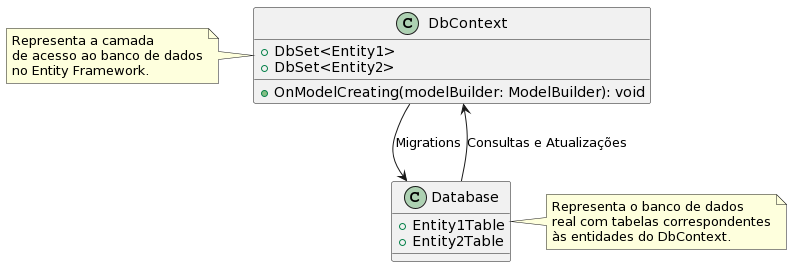 Representa a camada
de acesso ao banco de dados
no Entity Framework.
C DbContext
DbSet<Entity1>
DbSet<Entity2>
OnModelCreating(modelBuilder: ModelBuilder): void
Migrations
Consultas e Atualizações
C Database
Entity1Table
Entity2Table
Representa o banco de dados
real com tabelas correspondentes
às entidades do DbContext.